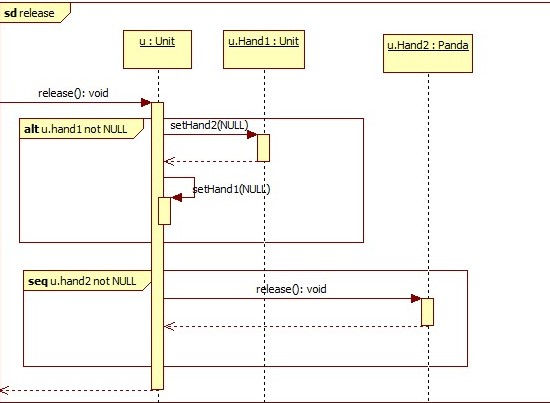 sd release
u : Unit
u.Hand1 : Unit
u.Hand2 : Panda
release(): void
alt u.hand1 not NULL
setHand2(NULL)
setHand1(NULL)
seq u.hand2 not NULL
release(): void